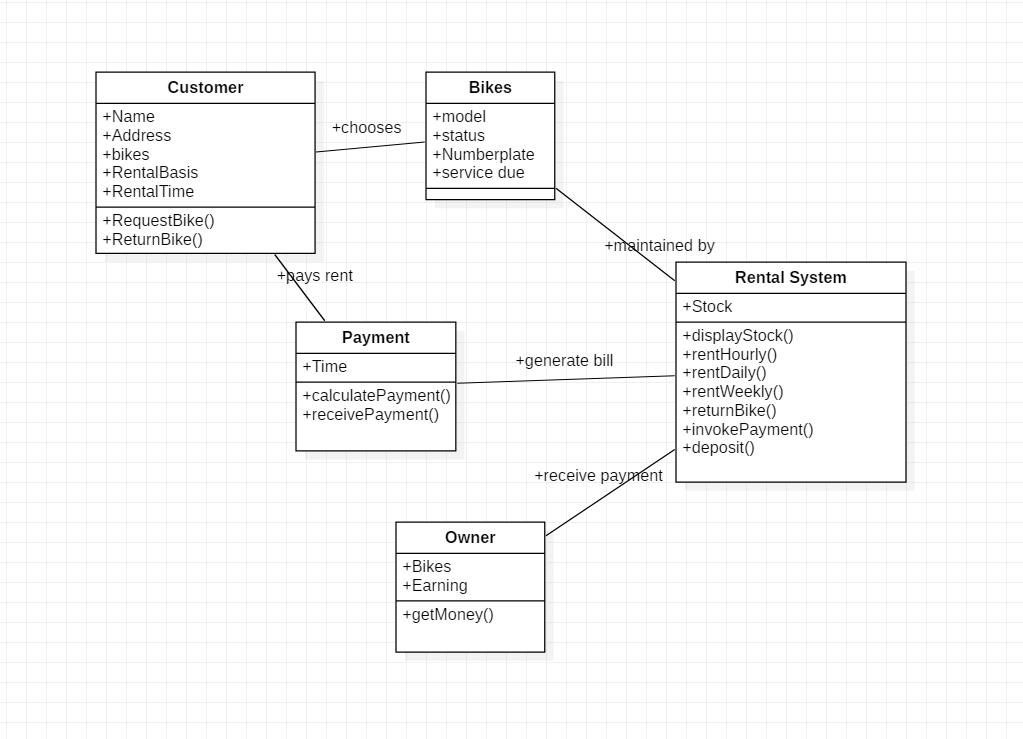 Customer
+Name
+Address
+bikes
+RentalBasis
+RentalTime
+RequestBike()
+ReturnBike()
+chooses
Bikes
+model
+status
+Numberplate
+service due
+maintained by
+pays rent
Rental System
+Stock
+displayStock()
+rentHourly()
+rentDaily()
+rentWeekly()
+returnBike()
+invokePayment()
+deposit()
Payment
+Time
+calculatePayment()
+receivePayment()
+generate bill
+receive payment
Owner
+Bikes
+Earning
+getMoney()